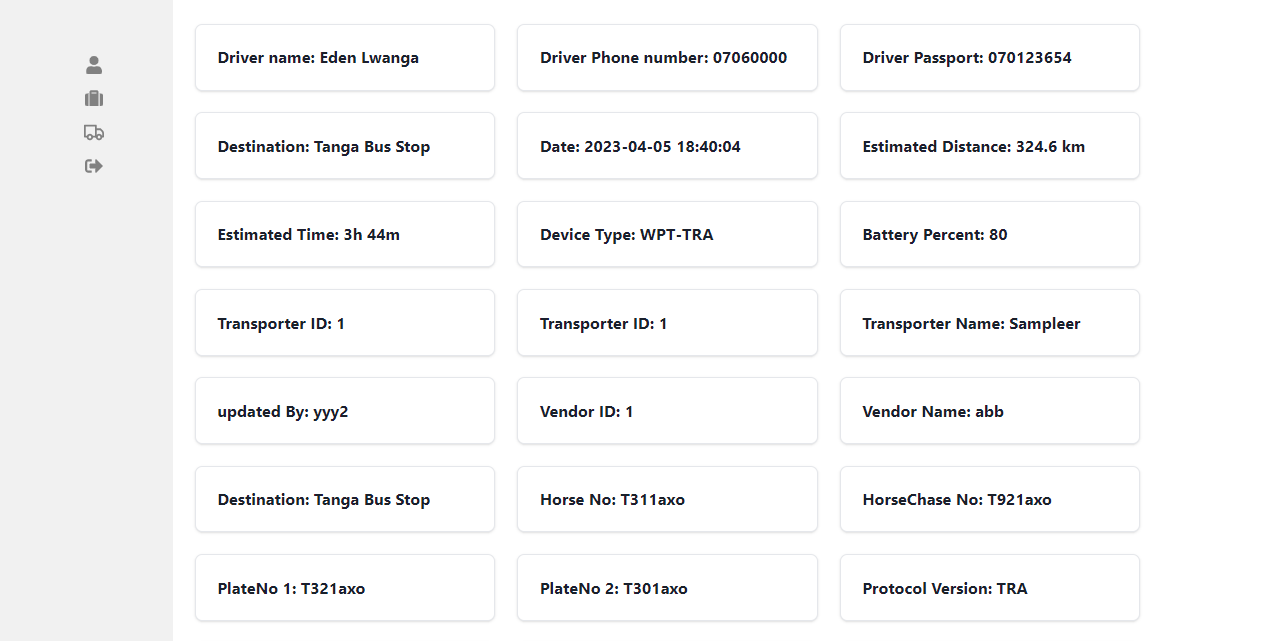 Driver name: Eden Lwanga
Driver Phone number: 07060000
Driver Passport: 070123654
Destination: Tanga Bus Stop
Date: 2023-04-05 18:40:04
Estimated Distance: 324.6 km
Estimated Time: 3h 44m
Device Type: WPT-TRA
Battery Percent: 80
Transporter ID: 1
Transporter ID: 1
Transporter Name: Sampleer
updated By: yyy2
Vendor ID: 1
Vendor Name: abb
Destination: Tanga Bus Stop
Horse No: T311axo
HorseChase No: T921axo
PlateNo 1: T321axo
PlateNo 2: T301axo
Protocol Version: TRA